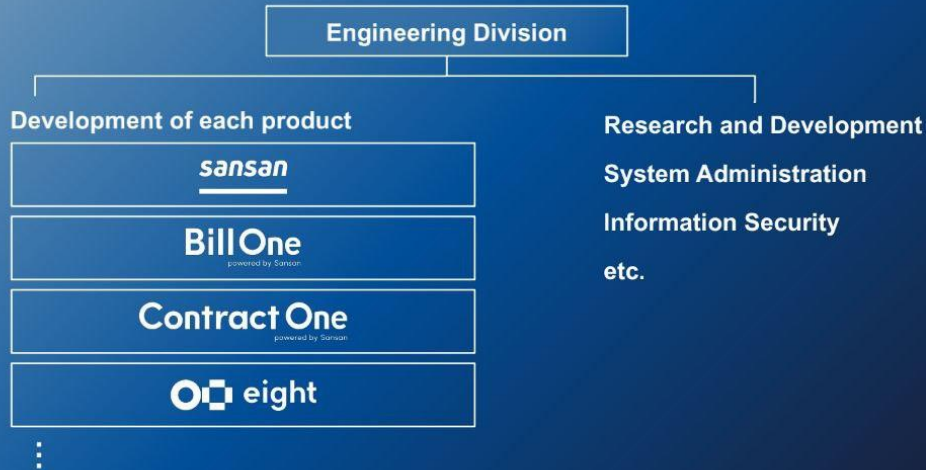 Engineering Division
Development of each product
sansan
Bill One
powered by Sansan
Contract One
powered by Sansan
eight
Research and Development
System Administration
Information Security
etc.